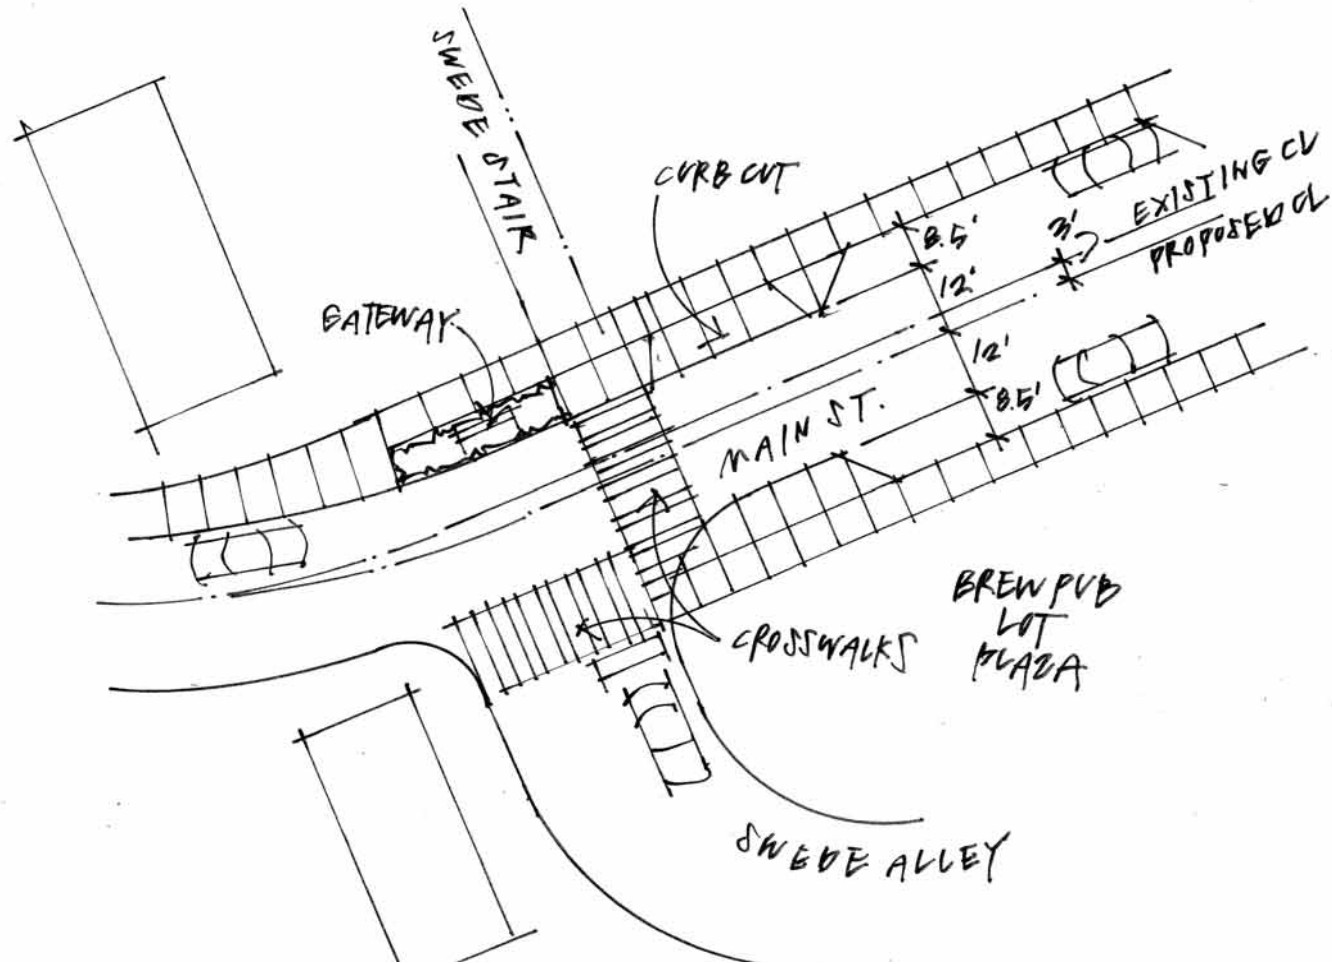 SWEDE STAIR
CURB CUT
EXISTING CL
PROPOSED CL
8.5'
3'
12'
GATEWAY
12'
8.5'
MAIN ST.
BREW PUB
LOT
PLAZA
CROSSWALKS
SWEDE ALLEY